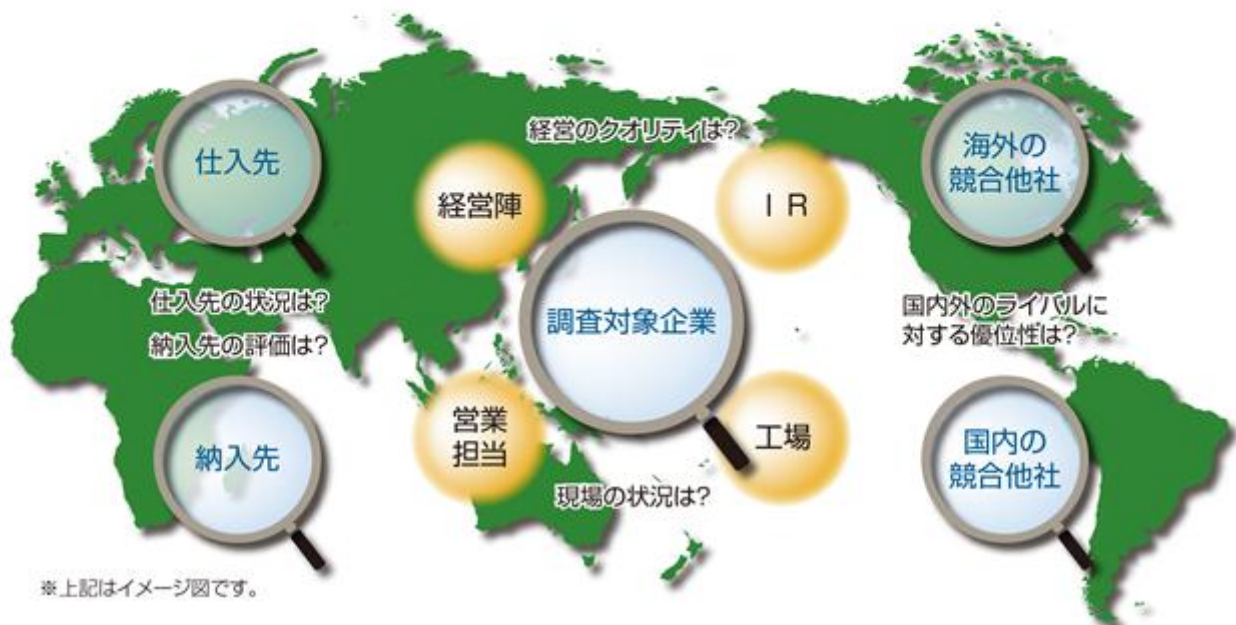 経営のクオリティは?
仕入先
経営陣
ＩＲ
海外の
競合他社
調査対象企業
仕入先の状況は?
納入先の評価は?
国内外のライバルに
対する優位性は?
納入先
営業
担当
工場
国内の
競合他社
現場の状況は?
※上記はイメージ図です。